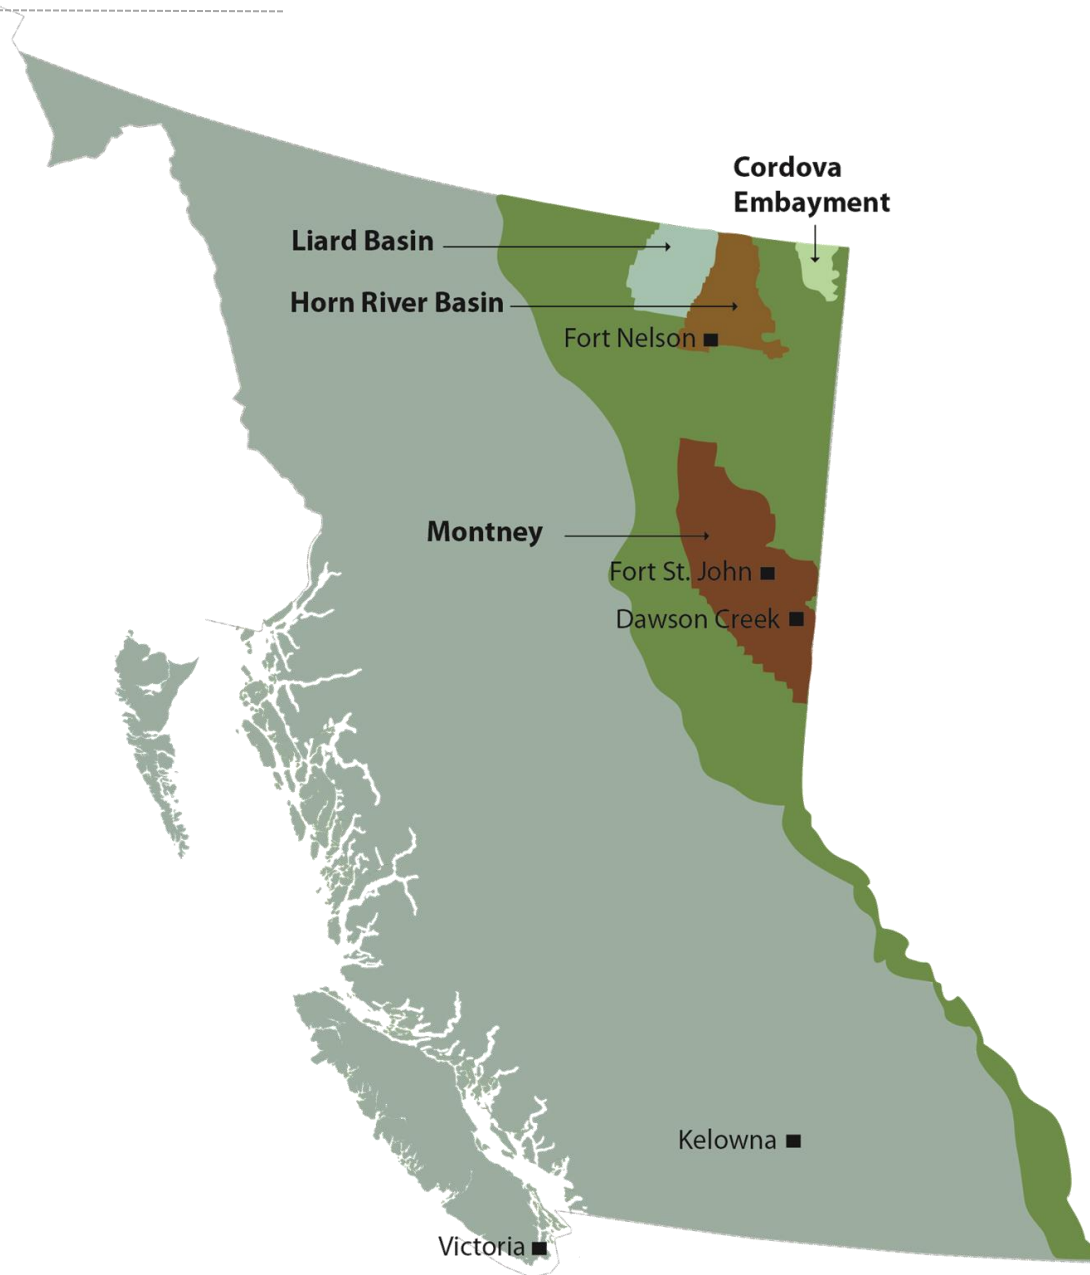 Cordova
Embayment
Liard Basin
Horn River Basin
Fort Nelson
Montney
Fort St. John
Dawson Creek
Kelowna
Victoria